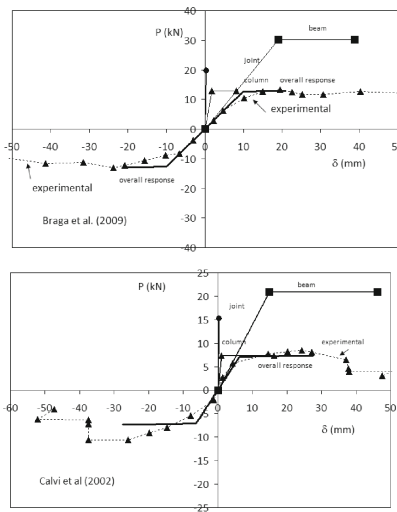 P (kN)
40
30
20
10
0
-10
-20
-30
-40
-50 -40 -30 -20 -10 0 10 20 30 40 50
δ (mm)
beam
joint
column overall response
experimental
experimental
overall response
Braga et al. (2009)
P (kN)
25
20
15
10
5
0
-5
-10
-15
-20
-25
-60 -50 -40 -30 -20 -10 0 10 20 30 40 50
δ (mm)
beam
joint
column experimental
overall response
Calvi et al (2002)